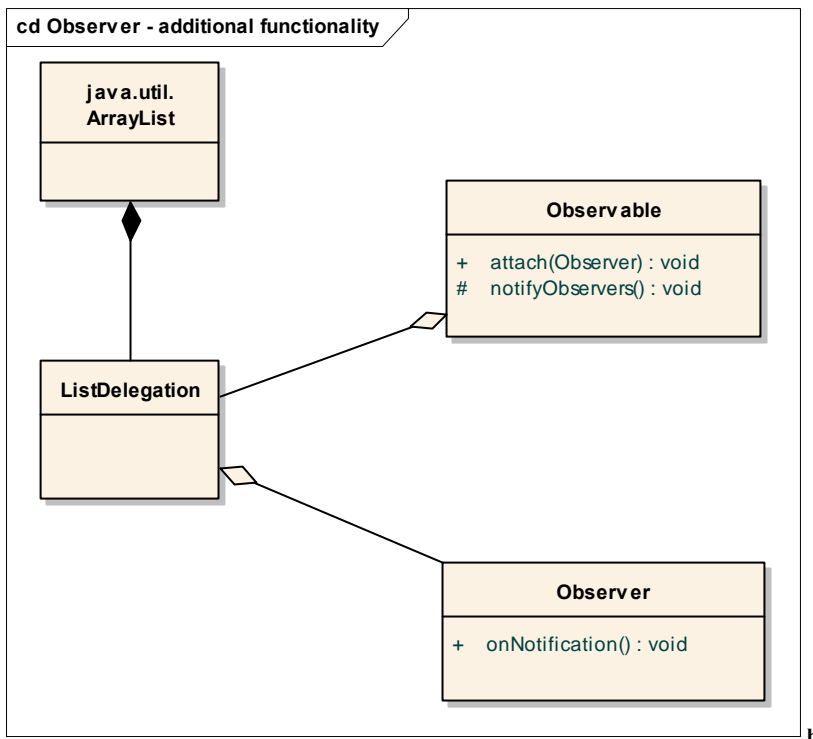 cd Observer - additional functionality
java.util.
ArrayList
Observable
+ attach(Observer) : void
# notifyObservers() : void
ListDelegation
Observer
+ onNotification() : void